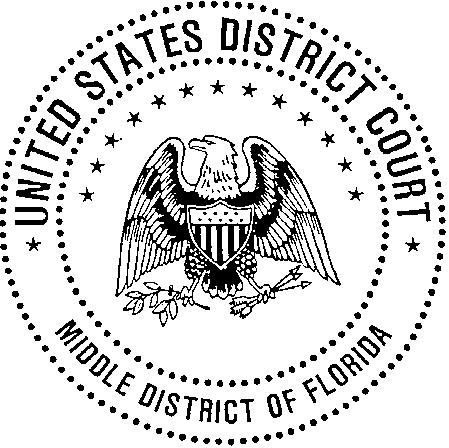 UNITED STATES DISTRICT COURT
MIDDLE DISTRICT OF FLORIDA